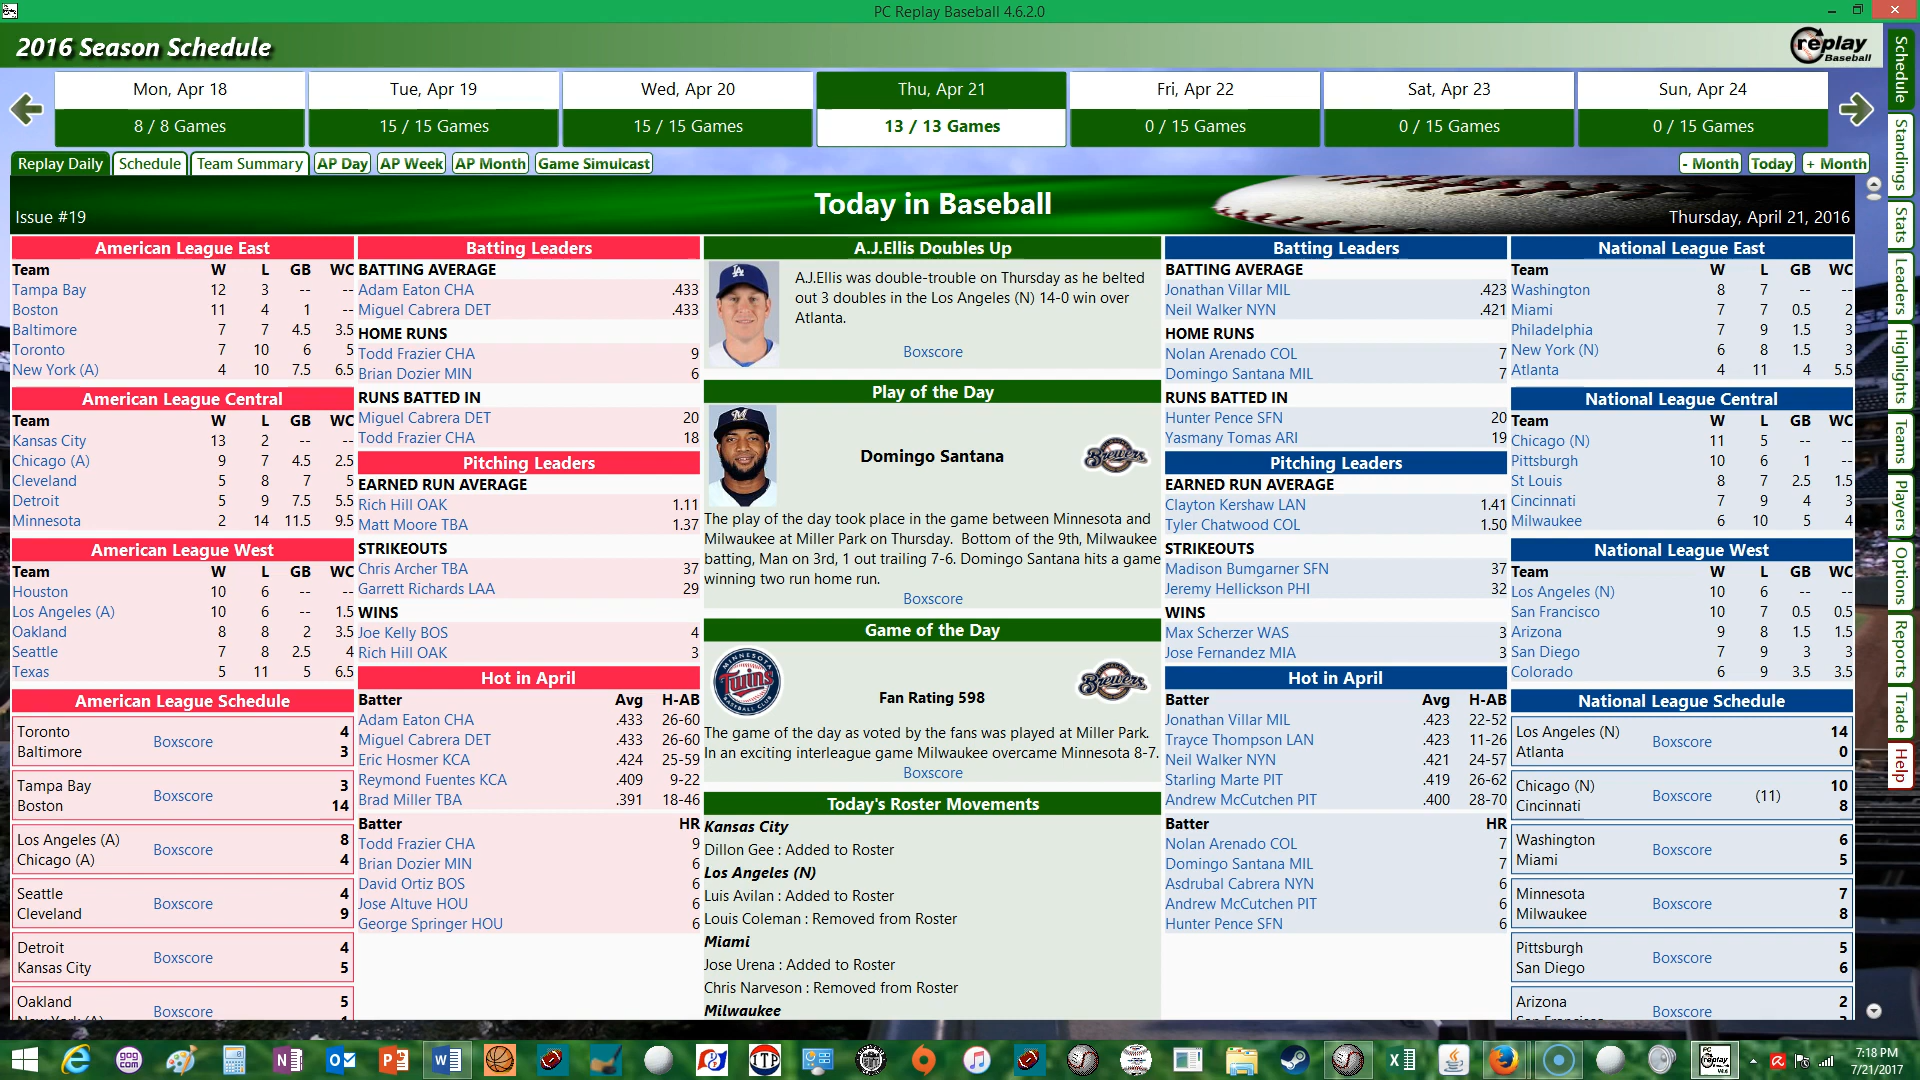 PC Replay Baseball 4.6.2.0
2016 Season Schedule
replay Baseball
Mon, Apr 18
8 / 8 Games
Tue, Apr 19
15 / 15 Games
Wed, Apr 20
15 / 15 Games
Thu, Apr 21
13 / 13 Games
Fri, Apr 22
0 / 15 Games
Sat, Apr 23
0 / 15 Games
Sun, Apr 24
0 / 15 Games
Replay Daily Schedule Team Summary AP Day AP Week AP Month Game Simulcast
- Month Today + Month
Schedule
Standings
Stats
Leaders
Highlights
Teams
Players
Options
Reports
Trade
Help
Issue #19
Today in Baseball
Thursday, April 21, 2016
American League East
Team W L GB WC
Tampa Bay 12 3 -- --
Boston 11 4 1 --
Baltimore 7 7 4.5 3.5
Toronto 7 10 6 5
New York (A) 4 10 7.5 6.5
American League Central
Team W L GB WC
Kansas City 13 2 -- --
Chicago (A) 9 7 4.5 2.5
Cleveland 5 8 7 5
Detroit 5 9 7.5 5.5
Minnesota 2 14 11.5 9.5
American League West
Team W L GB WC
Houston 10 6 -- --
Los Angeles (A) 10 6 -- 1.5
Oakland 8 8 2 3.5
Seattle 7 8 2.5 4
Texas 5 11 5 6.5
American League Schedule
Toronto 4
Baltimore 3
Boxscore
Tampa Bay 3
Boston 14
Boxscore
Los Angeles (A) 8
Chicago (A) 4
Boxscore
Seattle 4
Cleveland 9
Boxscore
Detroit 4
Kansas City 5
Boxscore
Oakland 5
Boxscore
Batting Leaders
BATTING AVERAGE
Adam Eaton CHA .433
Miguel Cabrera DET .433
HOME RUNS
Todd Frazier CHA 9
Brian Dozier MIN 6
RUNS BATTED IN
Miguel Cabrera DET 20
Todd Frazier CHA 18
Pitching Leaders
EARNED RUN AVERAGE
Rich Hill OAK 1.11
Matt Moore TBA 1.37
STRIKEOUTS
Chris Archer TBA 37
Garrett Richards LAA 29
WINS
Joe Kelly BOS 4
Rich Hill OAK 3
Hot in April
Batter Avg H-AB
Adam Eaton CHA .433 26-60
Miguel Cabrera DET .433 26-60
Eric Hosmer KCA .424 25-59
Reymond Fuentes KCA .409 9-22
Brad Miller TBA .391 18-46
Batter HR
Todd Frazier CHA 9
Brian Dozier MIN 6
David Ortiz BOS 6
Jose Altuve HOU 6
George Springer HOU 6
A.J.Ellis Doubles Up
A.J.Ellis was double-trouble on Thursday as he belted
out 3 doubles in the Los Angeles (N) 14-0 win over
Atlanta.
Boxscore
Play of the Day
Domingo Santana
Brewers
The play of the day took place in the game between Minnesota and
Milwaukee at Miller Park on Thursday. Bottom of the 9th, Milwaukee
batting, Man on 3rd, 1 out trailing 7-6. Domingo Santana hits a game
winning two run home run.
Boxscore
Game of the Day
Minnesota Twins Baseball Club
Fan Rating 598
Brewers
The game of the day as voted by the fans was played at Miller Park.
In an exciting interleague game Milwaukee overcame Minnesota 8-7.
Boxscore
Today's Roster Movements
Kansas City
Dillon Gee : Added to Roster
Los Angeles (N)
Luis Avilan : Added to Roster
Louis Coleman : Removed from Roster
Miami
Jose Urena : Added to Roster
Chris Narveson : Removed from Roster
Milwaukee
Batting Leaders
BATTING AVERAGE
Jonathan Villar MIL .423
Neil Walker NYN .421
HOME RUNS
Nolan Arenado COL 7
Domingo Santana MIL 7
RUNS BATTED IN
Hunter Pence SFN 20
Yasmany Tomas ARI 19
Pitching Leaders
EARNED RUN AVERAGE
Clayton Kershaw LAN 1.41
Tyler Chatwood COL 1.50
STRIKEOUTS
Madison Bumgarner SFN 37
Jeremy Hellickson PHI 32
WINS
Max Scherzer WAS 3
Jose Fernandez MIA 3
Hot in April
Batter Avg H-AB
Jonathan Villar MIL .423 22-52
Trayce Thompson LAN .423 11-26
Neil Walker NYN .421 24-57
Starling Marte PIT .419 26-62
Andrew McCutchen PIT .400 28-70
Batter HR
Nolan Arenado COL 7
Domingo Santana MIL 7
Asdrubal Cabrera NYN 6
Andrew McCutchen PIT 6
Hunter Pence SFN 6
National League East
Team W L GB WC
Washington 8 7 -- --
Miami 7 7 0.5 2
Philadelphia 7 9 1.5 3
New York (N) 6 8 1.5 3
Atlanta 4 11 4 5.5
National League Central
Team W L GB WC
Chicago (N) 11 5 -- --
Pittsburgh 10 6 1 --
St Louis 8 7 2.5 1.5
Cincinnati 7 9 4 3
Milwaukee 6 10 5 4
National League West
Team W L GB WC
Los Angeles (N) 10 6 -- --
San Francisco 10 7 0.5 0.5
Arizona 9 8 1.5 1.5
San Diego 7 9 3 3
Colorado 6 9 3.5 3.5
National League Schedule
Los Angeles (N) 14
Atlanta 0
Boxscore
Chicago (N) 10
Cincinnati 8
Boxscore (11)
Washington 6
Miami 5
Boxscore
Minnesota 7
Milwaukee 8
Boxscore
Pittsburgh 5
San Diego 6
Boxscore
Arizona 2
Boxscore
7:18 PM
7/21/2017